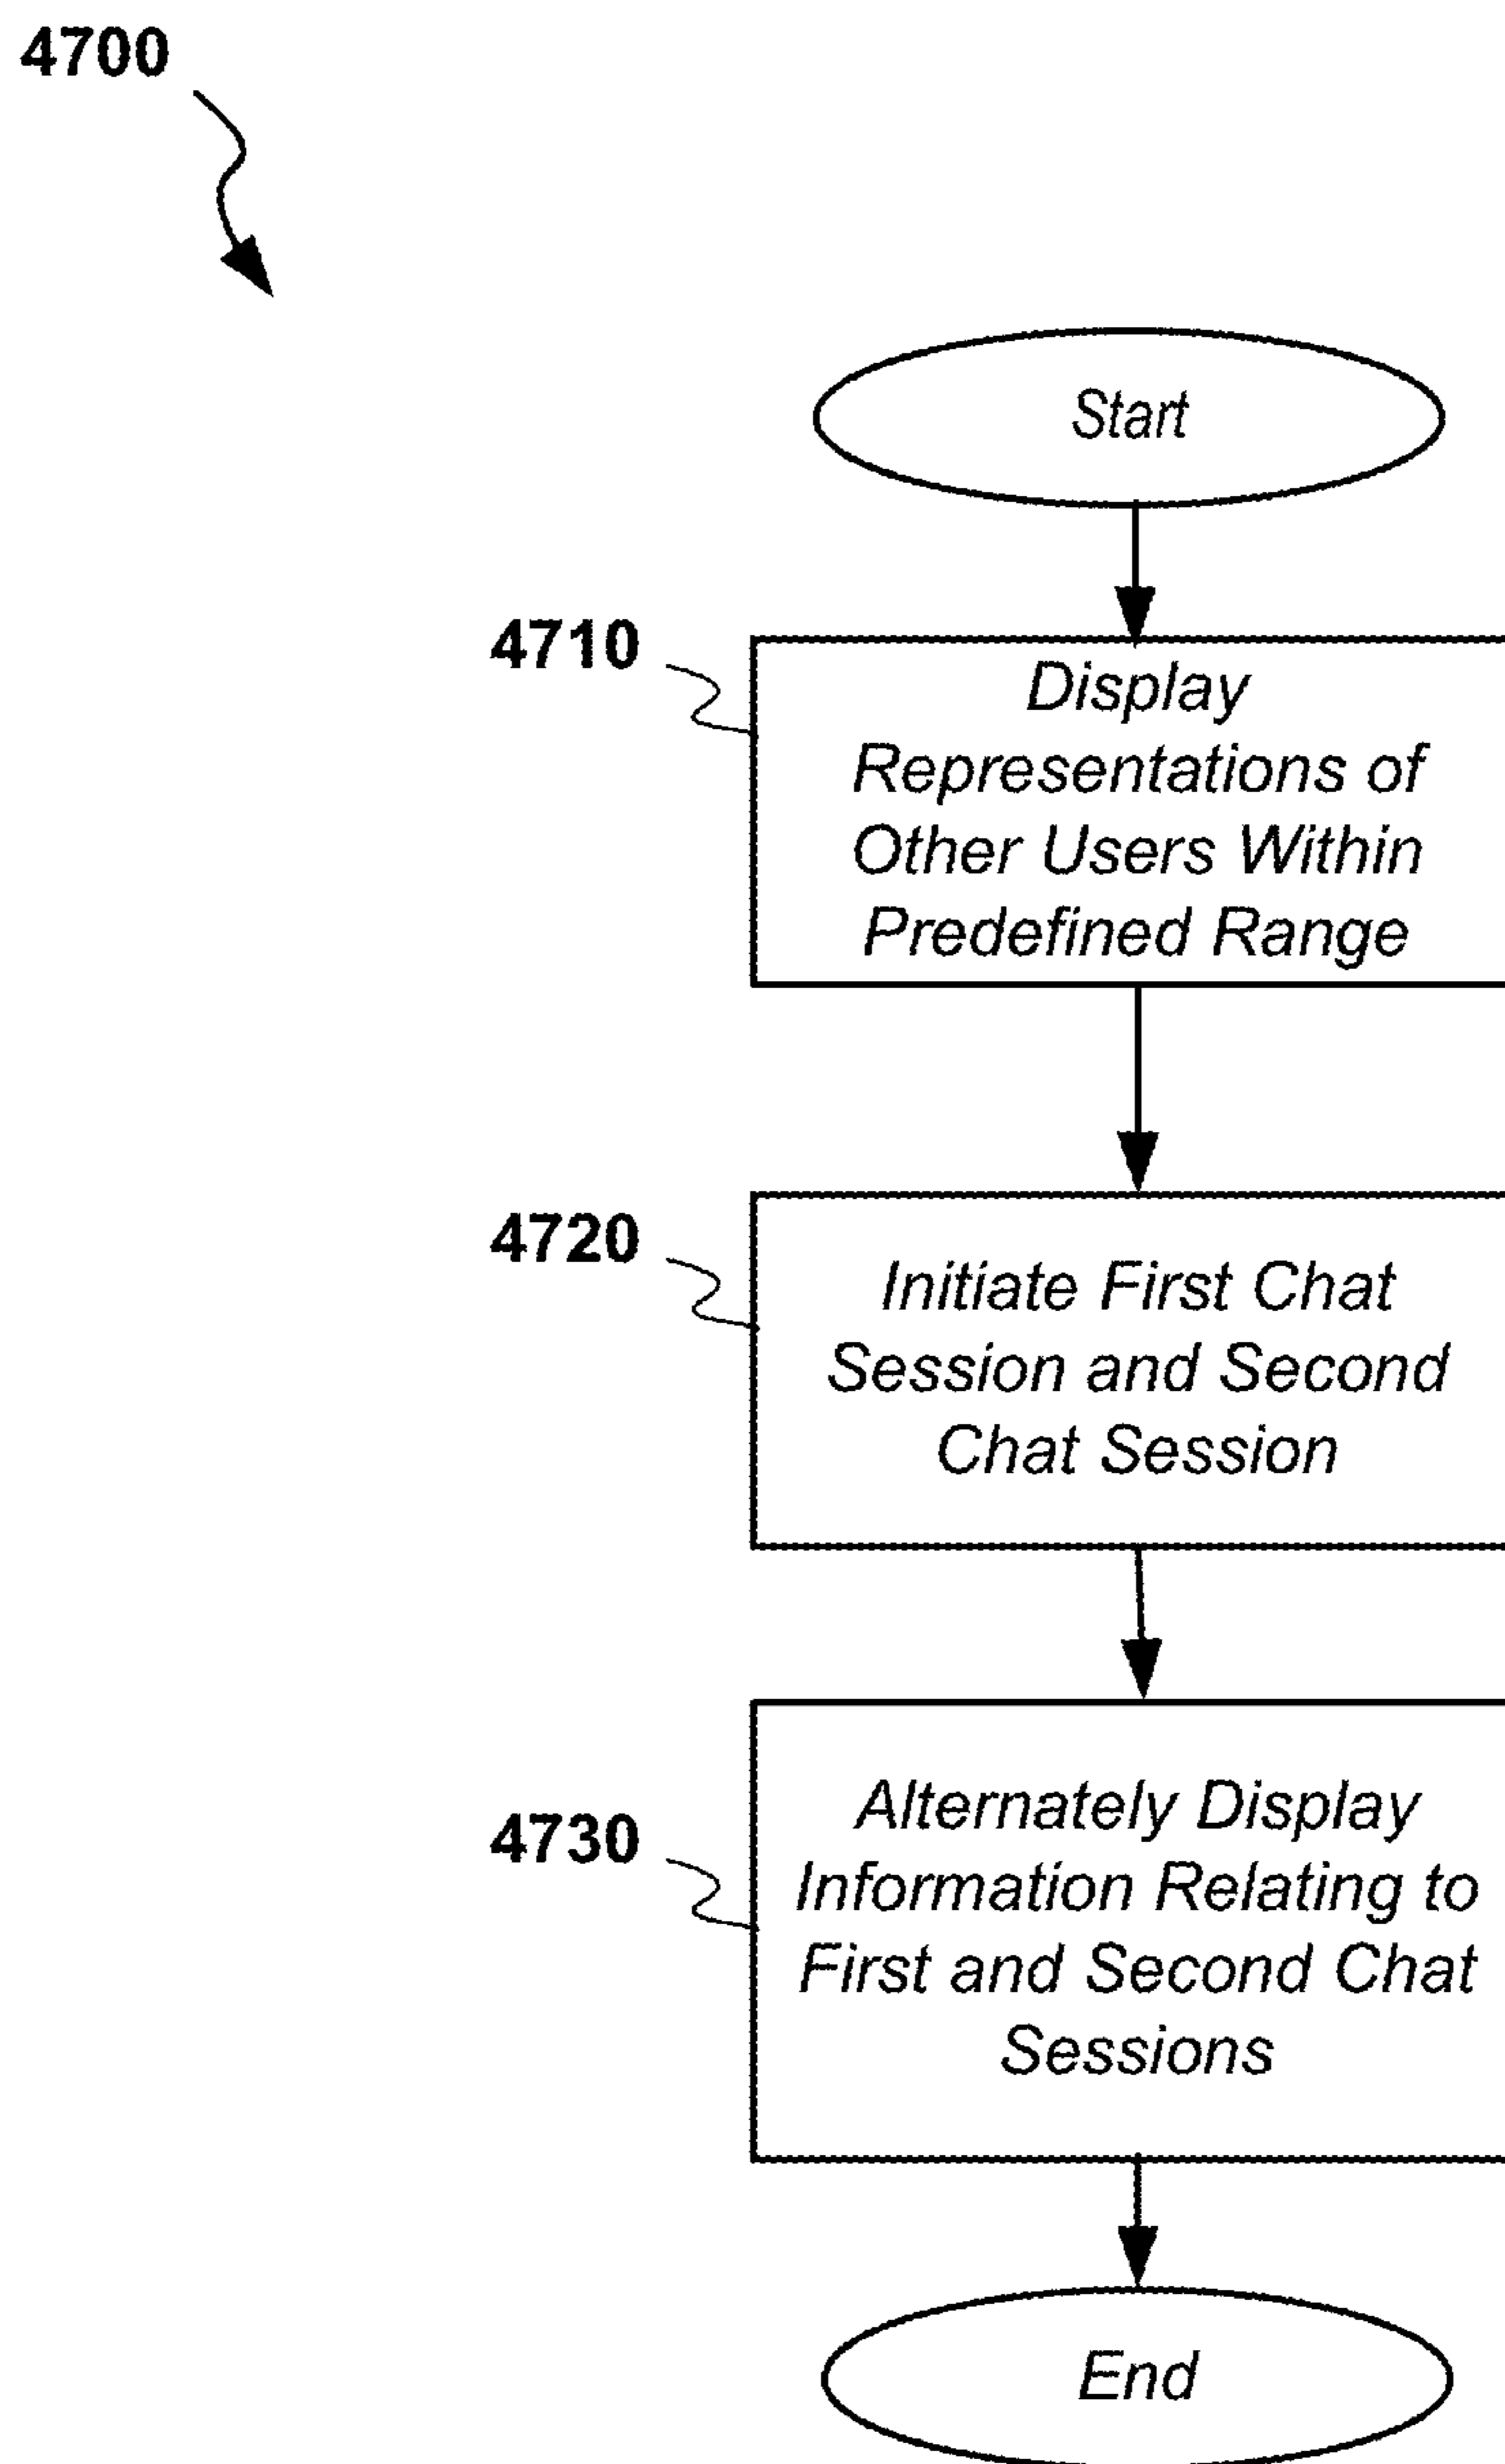 4700
Start
4710
Display
Representations of
Other Users Within
Predefined Range
4720
Initiate First Chat
Session and Second
Chat Session
4730
Alternately Display
Information Relating to
First and Second Chat
Sessions
End